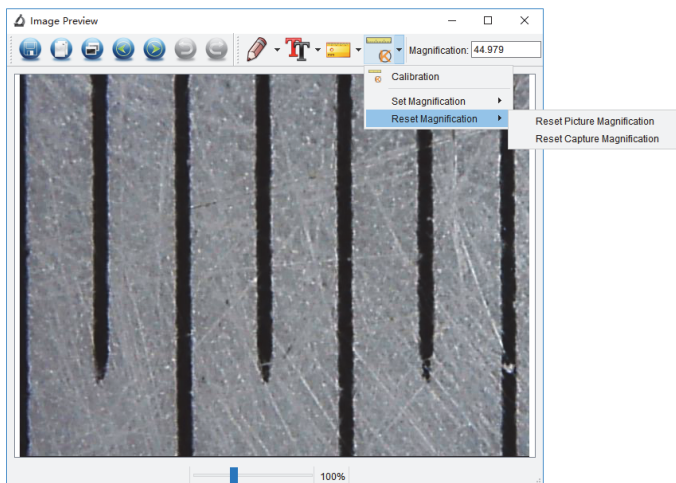 Image Preview
Magnification: 44.979
Calibration
Set Magnification
Reset Magnification
Reset Picture Magnification
Reset Capture Magnification
100%